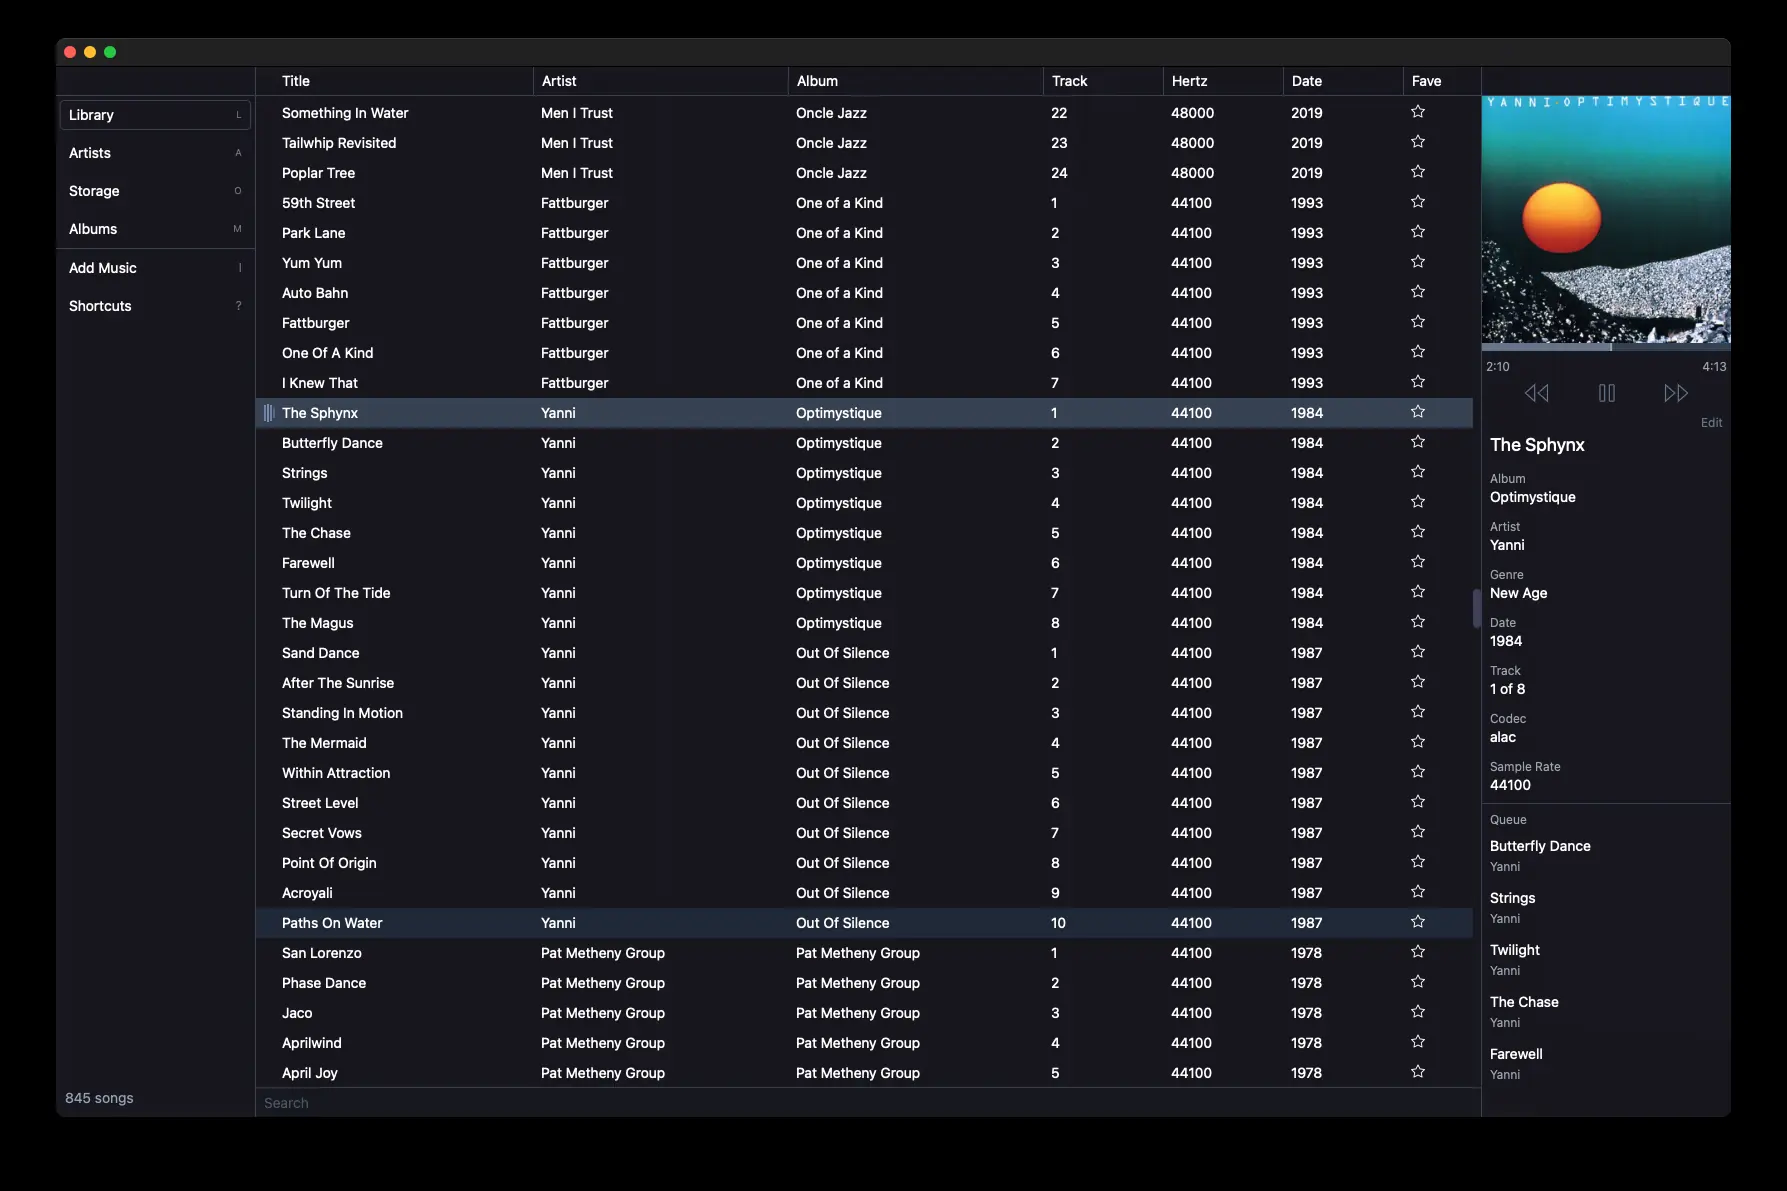 Title Artist Album Track Hertz Date Fave
Library L
Artists A
Storage O
Albums M
Add Music I
Shortcuts ?
845 songs
Something In Water Men I Trust Oncle Jazz 22 48000 2019
Tailwhip Revisited Men I Trust Oncle Jazz 23 48000 2019
Poplar Tree Men I Trust Oncle Jazz 24 48000 2019
59th Street Fattburger One of a Kind 1 44100 1993
Park Lane Fattburger One of a Kind 2 44100 1993
Yum Yum Fattburger One of a Kind 3 44100 1993
Auto Bahn Fattburger One of a Kind 4 44100 1993
Fattburger Fattburger One of a Kind 5 44100 1993
One Of A Kind Fattburger One of a Kind 6 44100 1993
I Knew That Fattburger One of a Kind 7 44100 1993
The Sphynx Yanni Optimystique 1 44100 1984
Butterfly Dance Yanni Optimystique 2 44100 1984
Strings Yanni Optimystique 3 44100 1984
Twilight Yanni Optimystique 4 44100 1984
The Chase Yanni Optimystique 5 44100 1984
Farewell Yanni Optimystique 6 44100 1984
Turn Of The Tide Yanni Optimystique 7 44100 1984
The Magus Yanni Optimystique 8 44100 1984
Sand Dance Yanni Out Of Silence 1 44100 1987
After The Sunrise Yanni Out Of Silence 2 44100 1987
Standing In Motion Yanni Out Of Silence 3 44100 1987
The Mermaid Yanni Out Of Silence 4 44100 1987
Within Attraction Yanni Out Of Silence 5 44100 1987
Street Level Yanni Out Of Silence 6 44100 1987
Secret Vows Yanni Out Of Silence 7 44100 1987
Point Of Origin Yanni Out Of Silence 8 44100 1987
Acroyali Yanni Out Of Silence 9 44100 1987
Paths On Water Yanni Out Of Silence 10 44100 1987
San Lorenzo Pat Metheny Group Pat Metheny Group 1 44100 1978
Phase Dance Pat Metheny Group Pat Metheny Group 2 44100 1978
Jaco Pat Metheny Group Pat Metheny Group 3 44100 1978
Aprilwind Pat Metheny Group Pat Metheny Group 4 44100 1978
April Joy Pat Metheny Group Pat Metheny Group 5 44100 1978
Search
YANNI·OPTIMYSTIQUE
2:10 4:13
Edit
The Sphynx
Album
Optimystique
Artist
Yanni
Genre
New Age
Date
1984
Track
1 of 8
Codec
alac
Sample Rate
44100
Queue
Butterfly Dance
Yanni
Strings
Yanni
Twilight
Yanni
The Chase
Yanni
Farewell
Yanni